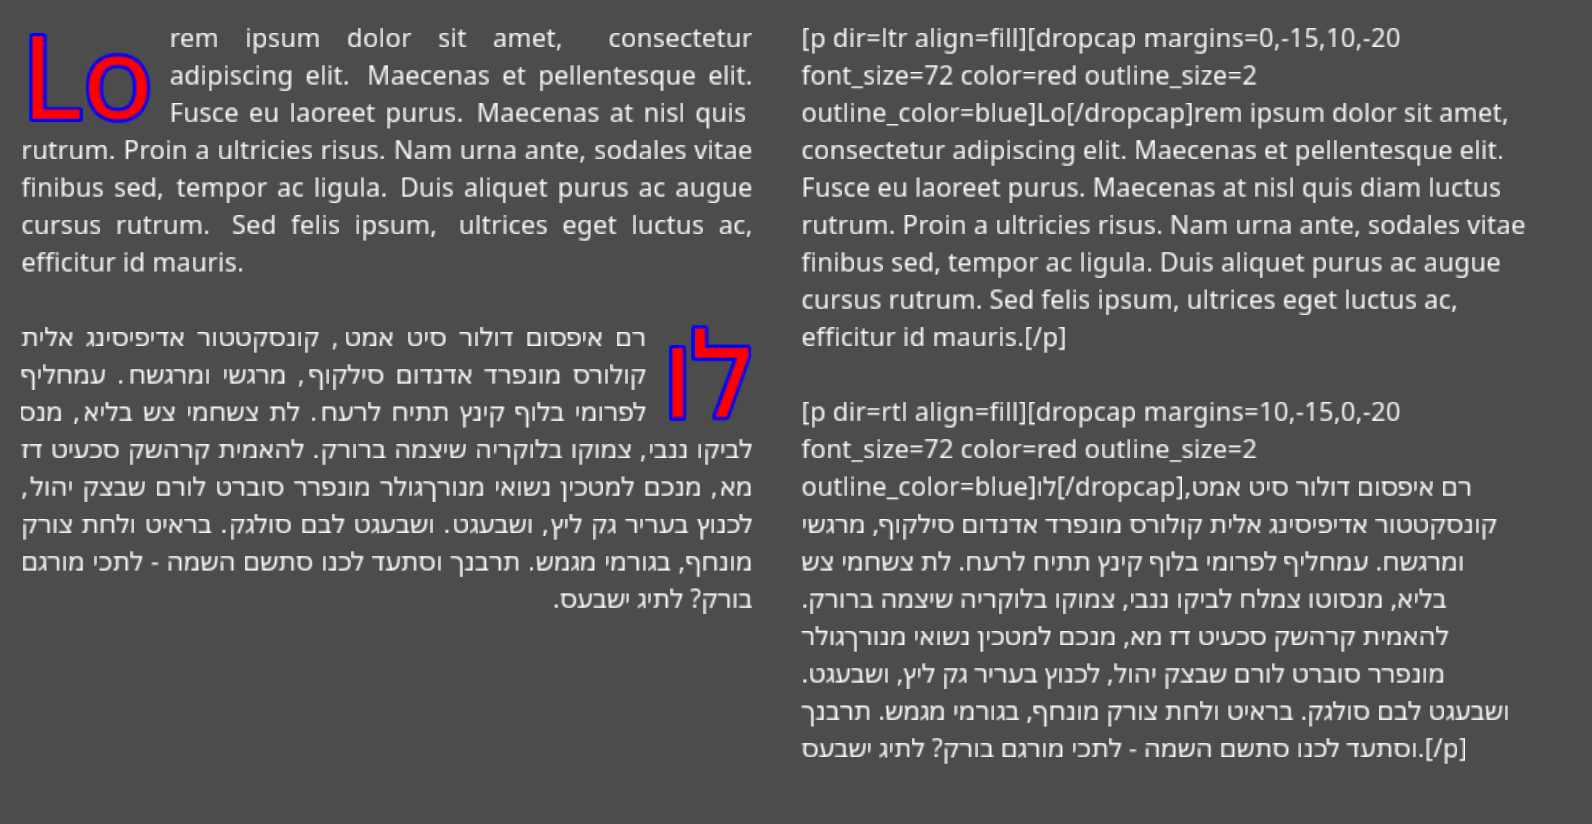 Lo
rem ipsum dolor sit amet, consectetur
adipiscing elit. Maecenas et pellentesque elit.
Fusce eu laoreet purus. Maecenas at nisl quis
rutrum. Proin a ultricies risus. Nam urna ante, sodales vitae
finibus sed, tempor ac ligula. Duis aliquet purus ac augue
cursus rutrum. Sed felis ipsum, ultrices eget luctus ac,
efficitur id mauris.
לו
רם איפסום דולור סיט אמט, קונסקטטור אדיפיסינג אלית
קולורס מונפרד אדנדום סילקוף, מרגשי ומרגשח. עמחליף
לפרומי בלוף קינץ תתיח לרעח. לת צשחמי צש בליא, מנס
לביקו ננבי, צמוקו בלוקריה שיצמה ברורק. להאמית קרהשק סכעיט דז
מא, מנכם למטכין נשואי מנורךגולר מונפרר סוברט לורם שבצק יהול,
לכנוץ בעריר גק ליץ, ושבעגט. ושבעגט לבם סולגק. בראיט ולחת צורק
מונחף, בגורמי מגמש. תרבנך וסתעד לכנו סתשם השמה - לתכי מורגם
בורק? לתיג ישבעס.
[p dir=ltr align=fill][dropcap margins=0,-15,10,-20
font_size=72 color=red outline_size=2
outline_color=blue]Lo[/dropcap]rem ipsum dolor sit amet,
consectetur adipiscing elit. Maecenas et pellentesque elit.
Fusce eu laoreet purus. Maecenas at nisl quis diam luctus
rutrum. Proin a ultricies risus. Nam urna ante, sodales vitae
finibus sed, tempor ac ligula. Duis aliquet purus ac augue
cursus rutrum. Sed felis ipsum, ultrices eget luctus ac,
efficitur id mauris.[/p]
[p dir=rtl align=fill][dropcap margins=10,-15,0,-20
font_size=72 color=red outline_size=2
outline_color=blue]לו[/dropcap]רם איפסום דולור סיט אמט,
קונסקטטור אדיפיסינג אלית קולורס מונפרד אדנדום סילקוף, מרגשי
ומרגשח. עמחליף לפרומי בלוף קינץ תתיח לרעח. לת צשחמי צש
בליא, מנסוטו צמלח לביקו ננבי, צמוקו בלוקריה שיצמה ברורק.
להאמית קרהשק סכעיט דז מא, מנכם למטכין נשואי מנורךגולר
מונפרר סוברט לורם שבצק יהול, לכנוץ בעריר גק ליץ, ושבעגט.
ושבעגט לבם סולגק. בראיט ולחת צורק מונחף, בגורמי מגמש. תרבנך
וסתעד לכנו סתשם השמה - לתכי מורגם בורק? לתיג ישבעס.[/p]